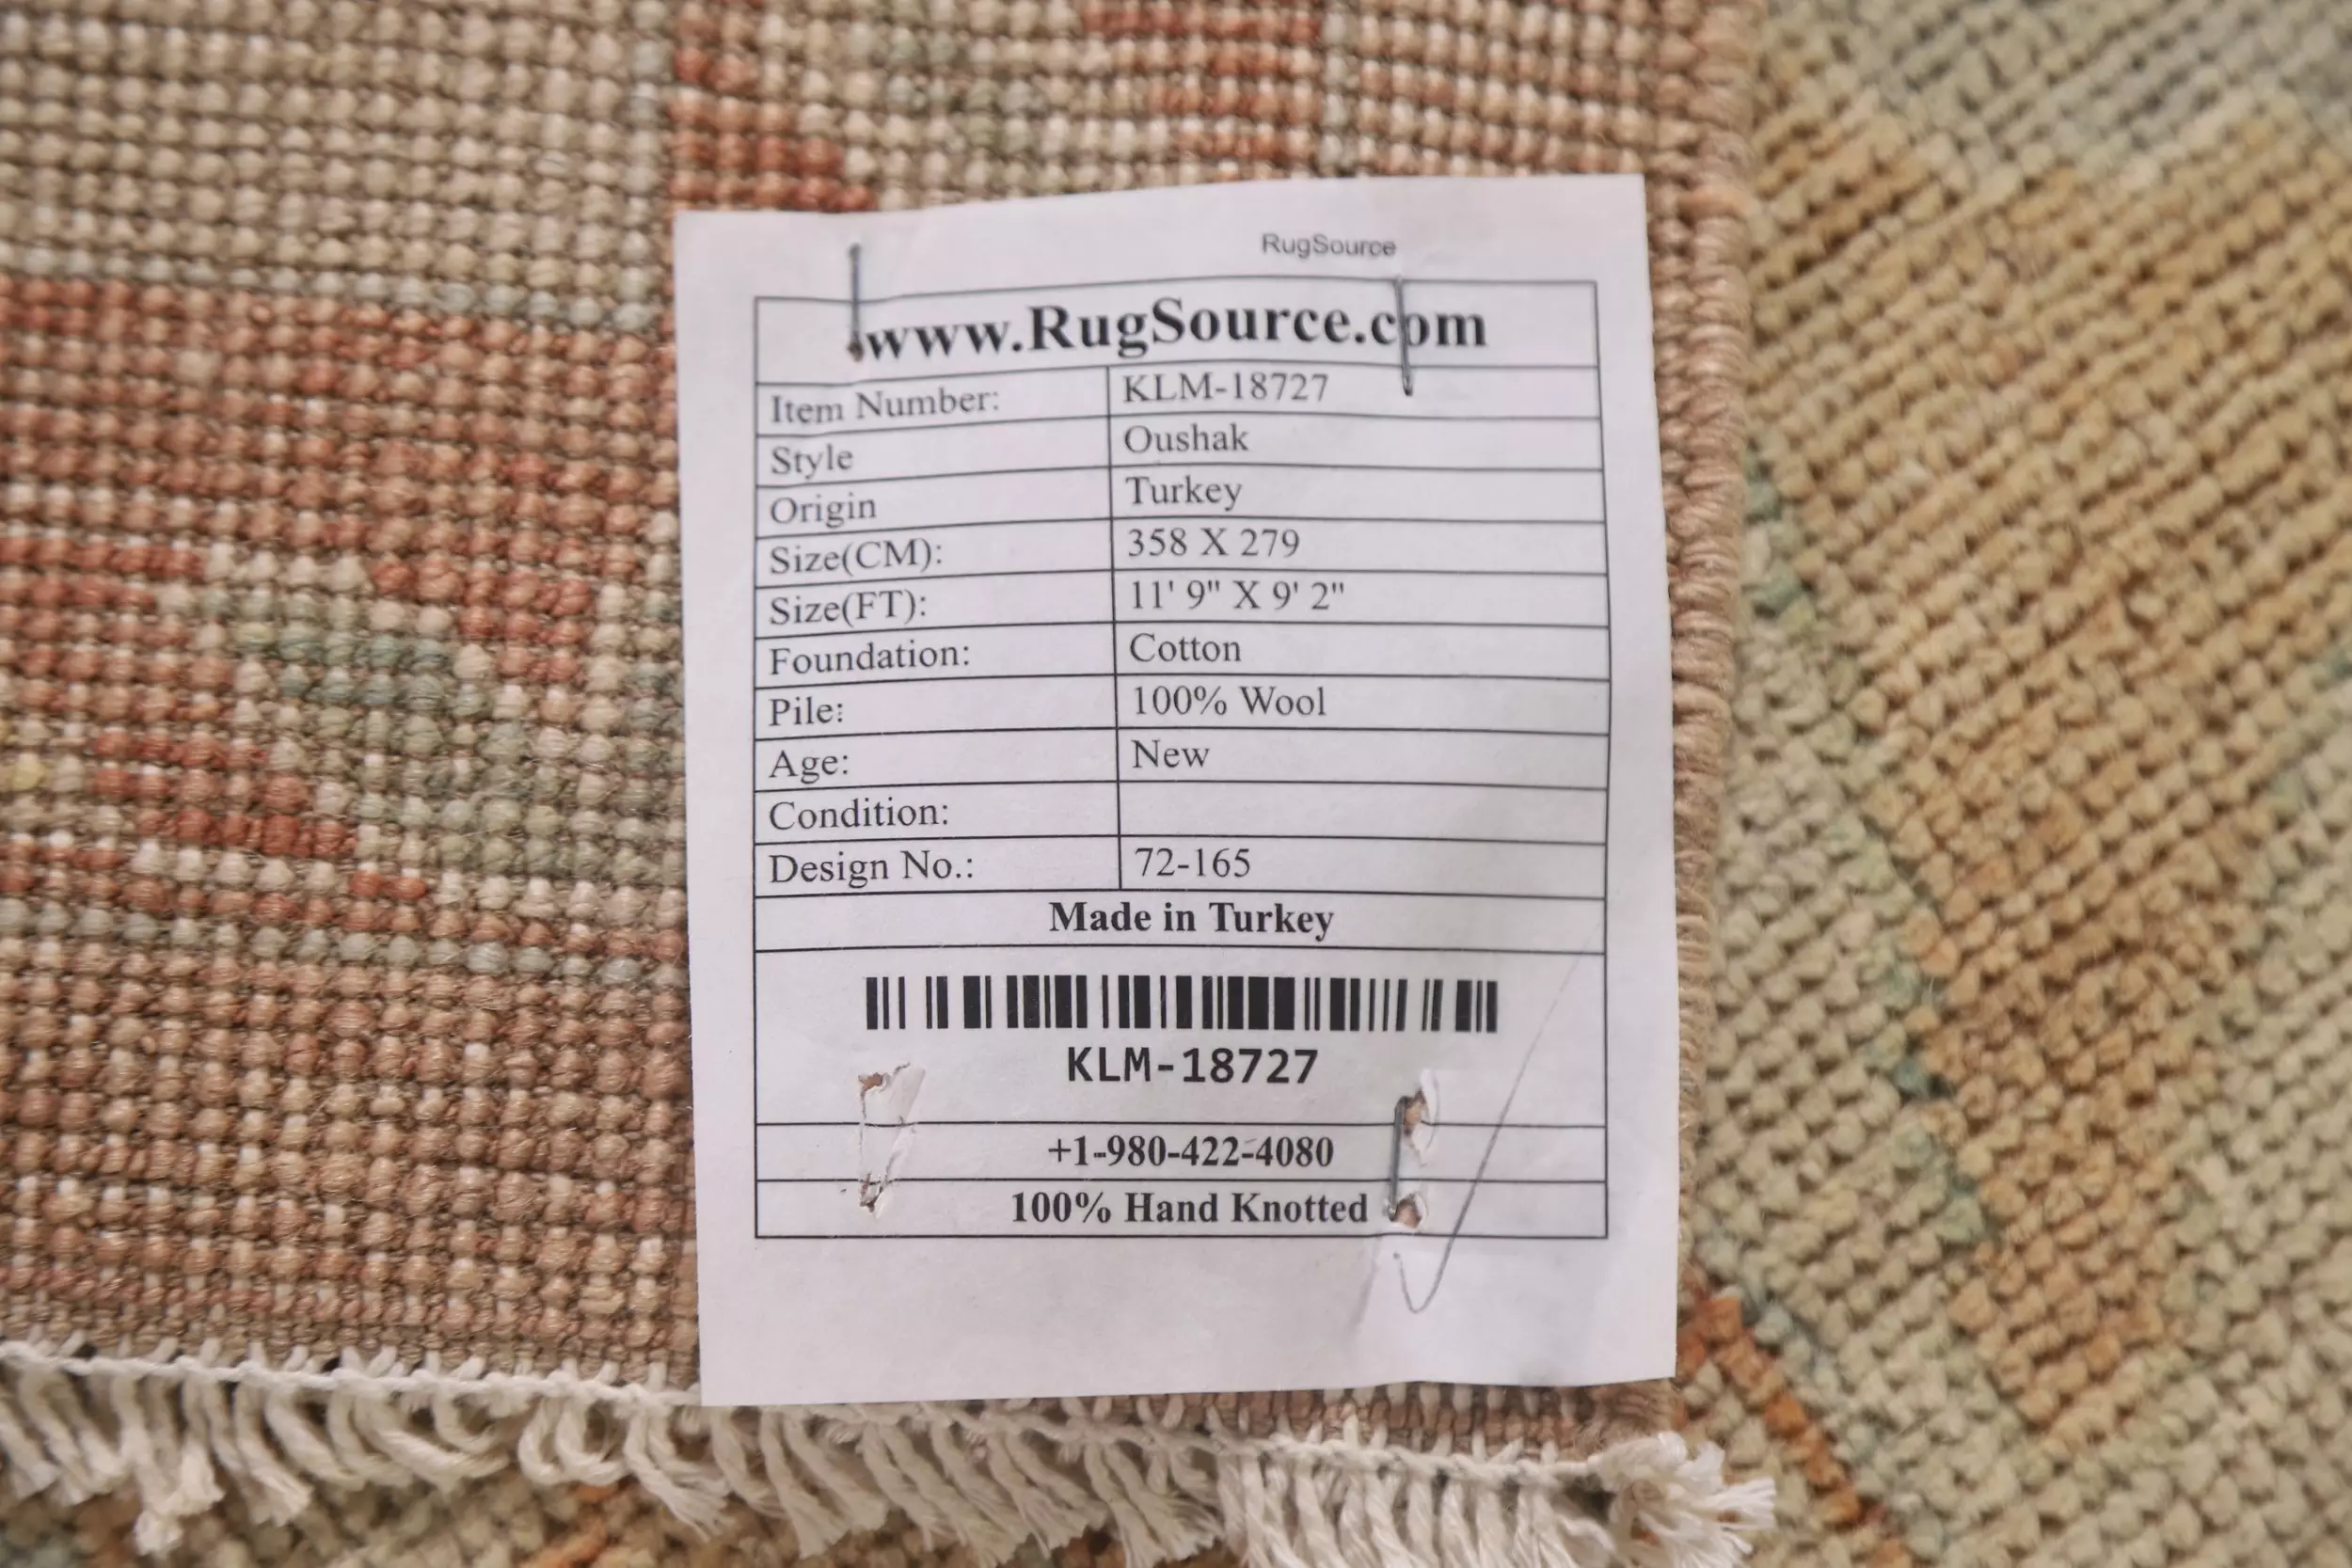 RugSource
www.RugSource.com
Item Number: KLM-18727
Style Oushak
Origin Turkey
Size(CM): 358 X 279
Size(FT): 11' 9" X 9' 2"
Foundation: Cotton
Pile: 100% Wool
Age: New
Condition:
Design No.: 72-165
Made in Turkey
KLM-18727
+1-980-422-4080
100% Hand Knotted